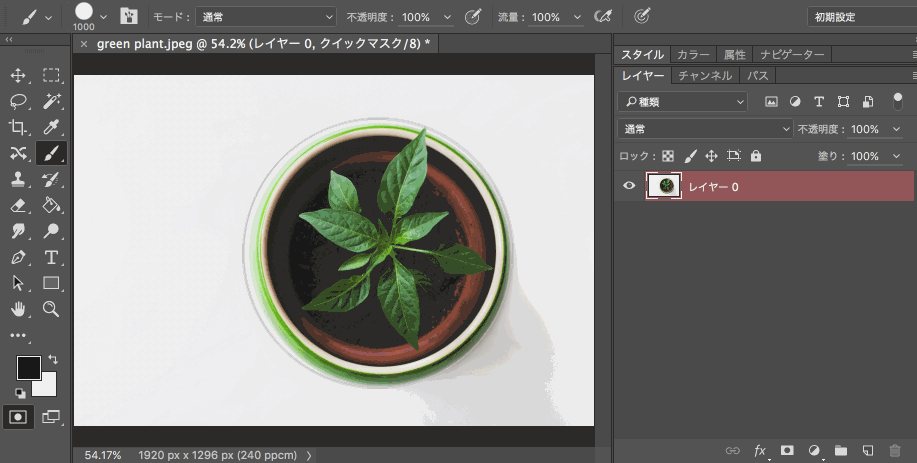 モード : 通常 不透明度 : 100% 流量 : 100% 初期設定
1000
× green plant.jpeg @ 54.2% (レイヤー 0, クイックマスク/8) *
スタイル カラー 属性 ナビゲーター
レイヤー チャンネル パス
種類
通常 不透明度 : 100%
ロック : 塗り : 100%
レイヤー 0
fx
54.17% 1920 px x 1296 px (240 ppcm)